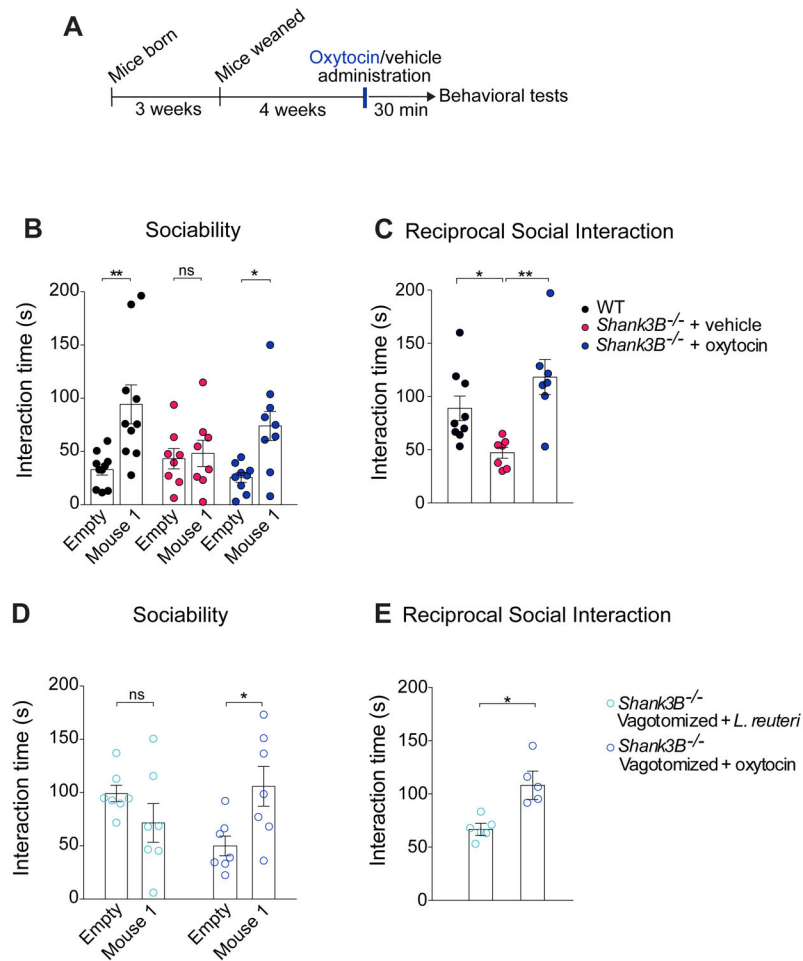 A
Mice born
Mice weaned
Oxytocin/vehicle
administration
3 weeks
4 weeks
30 min
Behavioral tests
B
Sociability
**
ns
*
Interaction time (s)
200
150
100
50
0
Empty
Mouse 1
Empty
Mouse 1
Empty
Mouse 1
C Reciprocal Social Interaction
*
**
Interaction time (s)
200
150
100
50
0
WT
Shank3B-/- + vehicle
Shank3B-/- + oxytocin
D
Sociability
ns
*
Interaction time (s)
200
150
100
50
0
Empty
Mouse 1
Empty
Mouse 1
E Reciprocal Social Interaction
*
Interaction time (s)
200
150
100
50
0
Shank3B-/-
Vagotomized + L. reuteri
Shank3B-/-
Vagotomized + oxytocin